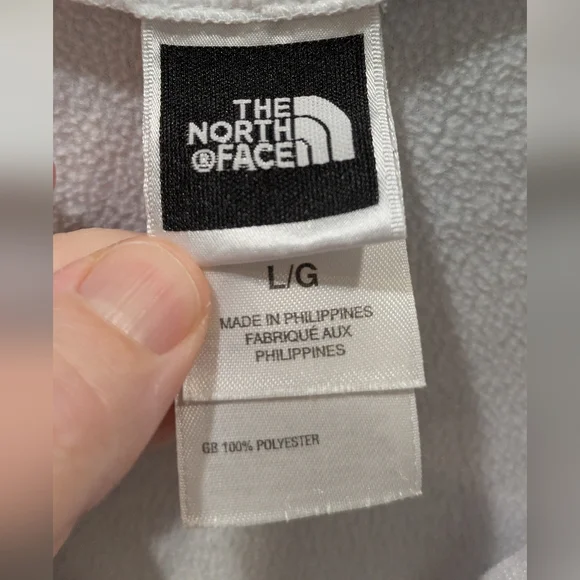 THE
NORTH
®FACE
L/G
MADE IN PHILIPPINES
FABRIQUÉ AUX
PHILIPPINES
GB 100% POLYESTER